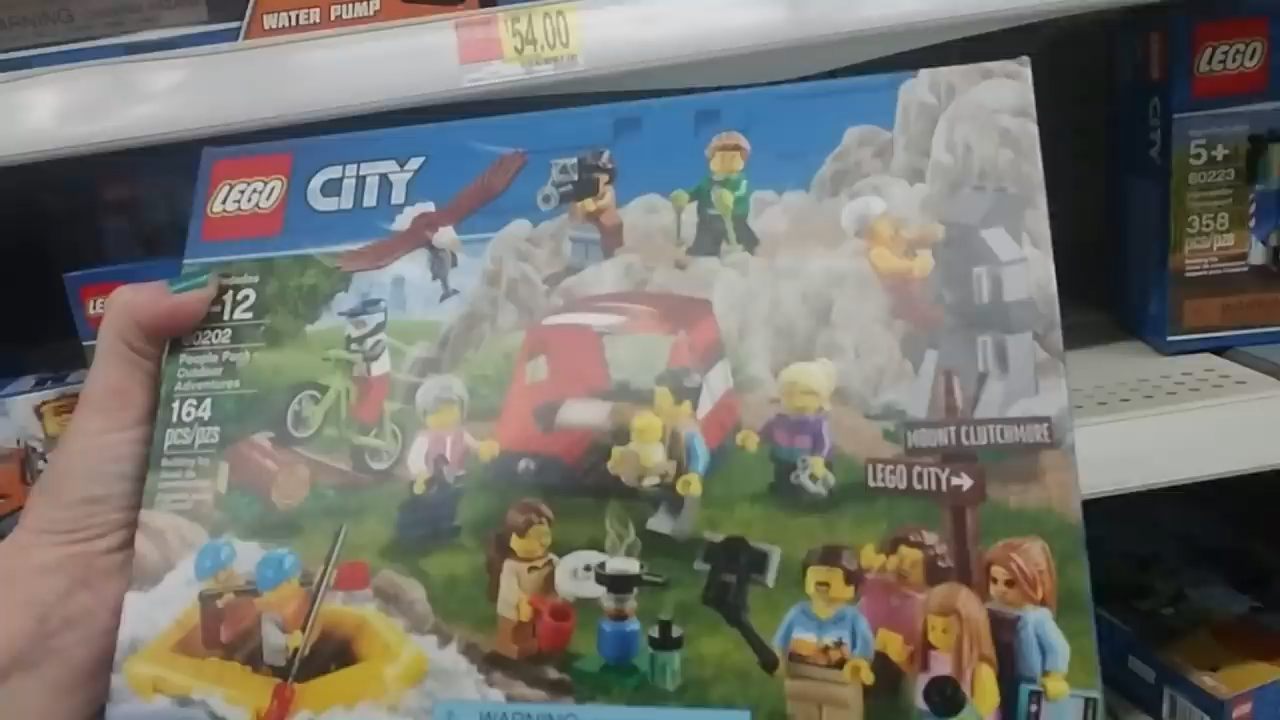 WARNING
WATER PUMP
$54.00
LEGO
CITY
LEGO
CITY
5+
60223
358
pcs/pzs
-12
60202
People Pack -
Outdoor
Adventures
164
pcs/pzs
MOUNT CLUTCHMORE
LEGO CITY→
WARNING